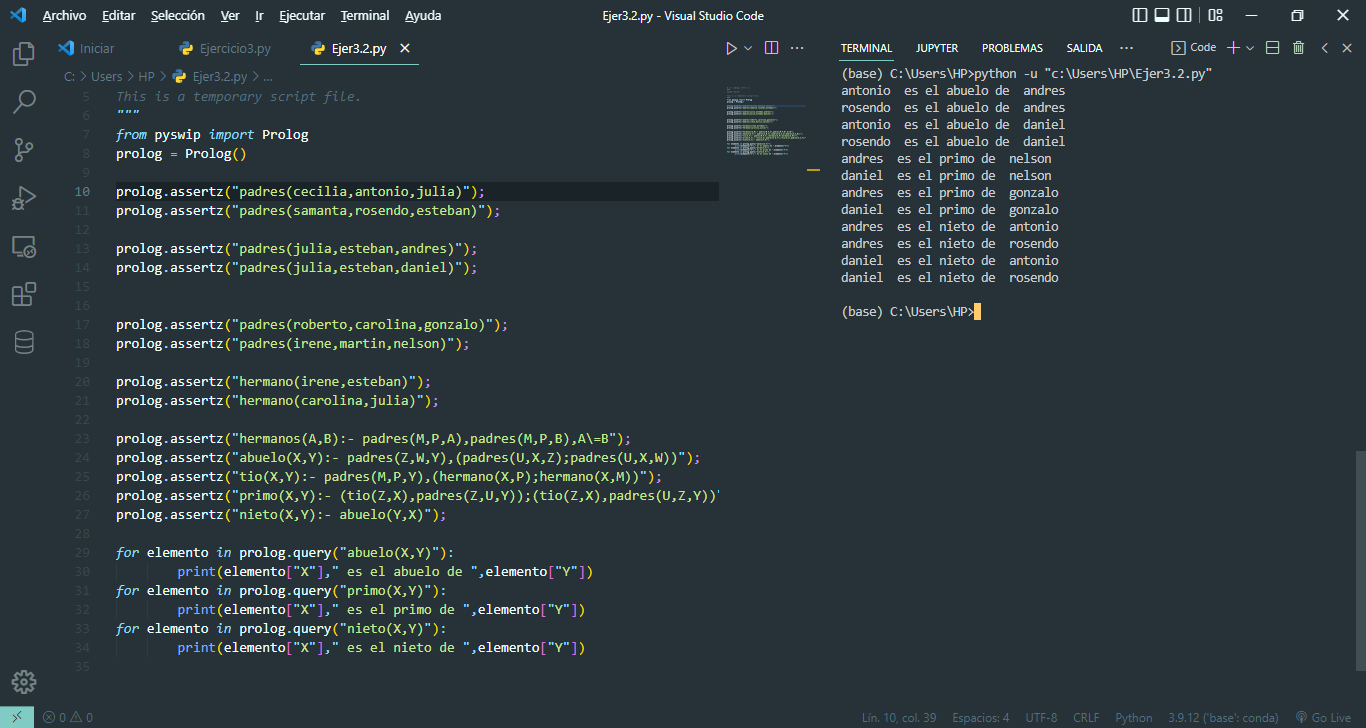 Archivo Editar Selección Ver Ir Ejecutar Terminal Ayuda
Ejer3.2.py - Visual Studio Code
Iniciar
Ejercicio3.py
Ejer3.2.py
C: > Users > HP > Ejer3.2.py > ...
5 This is a temporary script file.
6 """
7 from pyswip import Prolog
8 prolog = Prolog()
9
10 prolog.assertz("padres(cecilia,antonio,julia)");
11 prolog.assertz("padres(samanta,rosendo,esteban)");
12
13 prolog.assertz("padres(julia,esteban,andres)");
14 prolog.assertz("padres(julia,esteban,daniel)");
15
16
17 prolog.assertz("padres(roberto,carolina,gonzalo)");
18 prolog.assertz("padres(irene,martin,nelson)");
19
20 prolog.assertz("hermano(irene,esteban)");
21 prolog.assertz("hermano(carolina,julia)");
22
23 prolog.assertz("hermanos(A,B):- padres(M,P,A),padres(M,P,B),A\=B");
24 prolog.assertz("abuelo(X,Y):- padres(Z,W,Y),(padres(U,X,Z);padres(U,X,W))");
25 prolog.assertz("tio(X,Y):- padres(M,P,Y),(hermano(X,P);hermano(X,M))");
26 prolog.assertz("primo(X,Y):- (tio(Z,X),padres(Z,U,Y));(tio(Z,X),padres(U,Z,Y))"
27 prolog.assertz("nieto(X,Y):- abuelo(Y,X)");
28
29 for elemento in prolog.query("abuelo(X,Y)"):
30 print(elemento["X"]," es el abuelo de ",elemento["Y"])
31 for elemento in prolog.query("primo(X,Y)"):
32 print(elemento["X"]," es el primo de ",elemento["Y"])
33 for elemento in prolog.query("nieto(X,Y)"):
34 print(elemento["X"]," es el nieto de ",elemento["Y"])
35
TERMINAL JUPYTER PROBLEMAS SALIDA ... Code
(base) C:\Users\HP>python -u "c:\Users\HP\Ejer3.2.py"
antonio  es el abuelo de  andres
rosendo  es el abuelo de  andres
antonio  es el abuelo de  daniel
rosendo  es el abuelo de  daniel
andres  es el primo de  nelson
daniel  es el primo de  nelson
andres  es el primo de  gonzalo
daniel  es el primo de  gonzalo
andres  es el nieto de  antonio
andres  es el nieto de  rosendo
daniel  es el nieto de  antonio
daniel  es el nieto de  rosendo
(base) C:\Users\HP>
0 0
Lín. 10, col. 39 Espacios: 4 UTF-8 CRLF Python 3.9.12 ('base': conda) Go Live